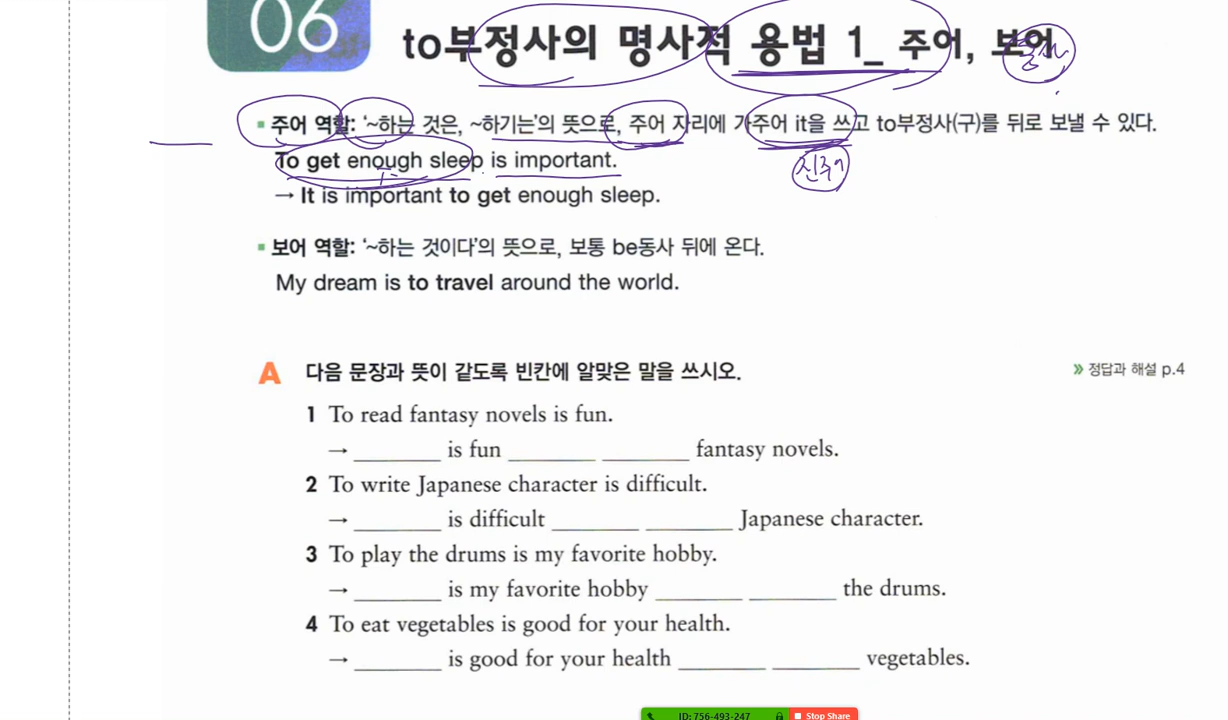 06 to부정사의 명사적 용법 1_ 주어, 보어
▪ 주어 역할: '~하는 것은, ~하기는'의 뜻으로, 주어 자리에 가주어 it을 쓰고 to부정사(구)를 뒤로 보낼 수 있다.
진주어
To get enough sleep is important.
→ It is important to get enough sleep.
▪ 보어 역할: '~하는 것이다'의 뜻으로, 보통 be동사 뒤에 온다.
My dream is to travel around the world.
A 다음 문장과 뜻이 같도록 빈칸에 알맞은 말을 쓰시오.
» 정답과 해설 p.4
1 To read fantasy novels is fun.
→ ________ is fun ________ ________ fantasy novels.
2 To write Japanese character is difficult.
→ ________ is difficult ________ ________ Japanese character.
3 To play the drums is my favorite hobby.
→ ________ is my favorite hobby ________ ________ the drums.
4 To eat vegetables is good for your health.
→ ________ is good for your health ________ ________ vegetables.
ID: 756-493-247 Stop Share